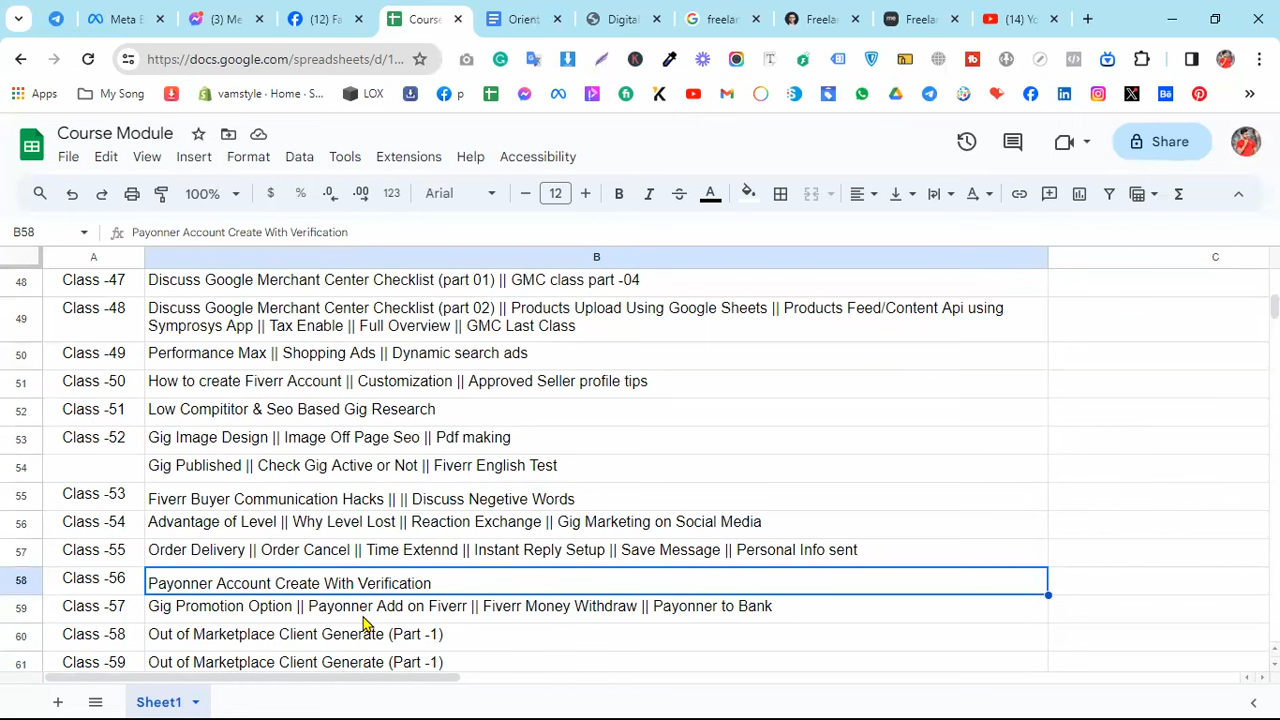 Meta E
(3) Me
(12) Fa
Cours
Orient
Digital
freelan
Freelan
Freelan
(14) Yo
https://docs.google.com/spreadsheets/d/1...
Apps
My Song
vamstyle · Home · S...
LOX
p
Course Module
Share
File Edit View Insert Format Data Tools Extensions Help Accessibility
100% $ % .0 .00 123 Arial 12 B I A
B58 fx Payonner Account Create With Verification
A B C
48 Class -47 Discuss Google Merchant Center Checklist (part 01) || GMC class part -04
49 Class -48 Discuss Google Merchant Center Checklist (part 02) || Products Upload Using Google Sheets || Products Feed/Content Api using
Symprosys App || Tax Enable || Full Overview || GMC Last Class
50 Class -49 Performance Max || Shopping Ads || Dynamic search ads
51 Class -50 How to create Fiverr Account || Customization || Approved Seller profile tips
52 Class -51 Low Compititor & Seo Based Gig Research
53 Class -52 Gig Image Design || Image Off Page Seo || Pdf making
54 Gig Published || Check Gig Active or Not || Fiverr English Test
55 Class -53 Fiverr Buyer Communication Hacks || || Discuss Negetive Words
56 Class -54 Advantage of Level || Why Level Lost || Reaction Exchange || Gig Marketing on Social Media
57 Class -55 Order Delivery || Order Cancel || Time Extennd || Instant Reply Setup || Save Message || Personal Info sent
58 Class -56 Payonner Account Create With Verification
59 Class -57 Gig Promotion Option || Payonner Add on Fiverr || Fiverr Money Withdraw || Payonner to Bank
60 Class -58 Out of Marketplace Client Generate (Part -1)
61 Class -59 Out of Marketplace Client Generate (Part -1)
Sheet1